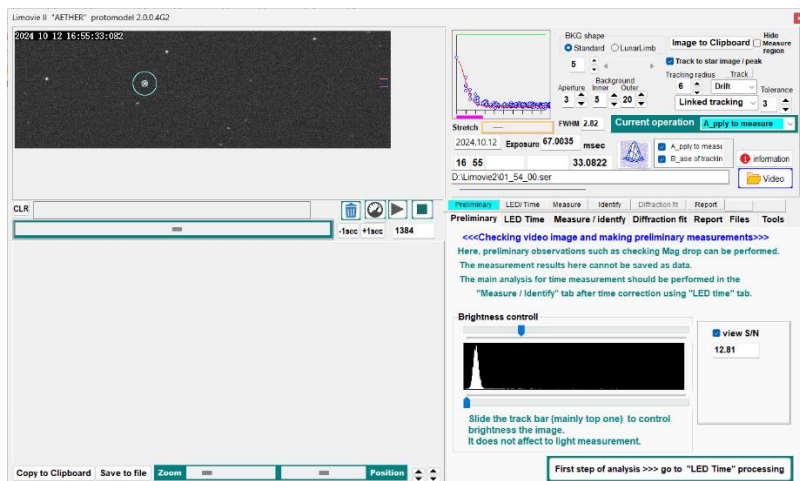 Limovie II "AETHER" protomodel 2.0.0.4G2
2024 10 12 16:55:33:082
BKG shape
Standard LunarLimb
Image to Clipboard
Hide
Measure
region
5
Track to star image / peak
Background
Aperture Inner Outer
3 5 20
Tracking radius Track
6 Drift
Tolerance
Linked tracking 3
Stretch
FWHM 2.82
Current operation A_pply to measure
2024.10.12 Exposure 67.0035 msec
16 55 33.0822
A_pply to measu
B_ase of trackin
information
D:\Limovie2\01_54_00.ser
Video
CLR
-1sec +1sec 1384
Preliminary LED/Time Measure Identify Diffraction fit Report
Preliminary LED Time Measure / identfy Diffraction fit Report Files Tools
<<<Checking video image and making preliminary measurements>>>
Here, preliminary observations such as checking Mag drop can be performed.
The measurement results here cannot be saved as data.
The main analysis for time measurement should be performed in the
"Measure / Identify" tab after time correction using "LED time" tab.
Brightness controll
view S/N
12.81
Slide the track bar (mainly top one) to control
brightness the image.
It does not affect to light measurement.
Copy to Clipboard Save to file Zoom Position
First step of analysis >>> go to "LED Time" processing